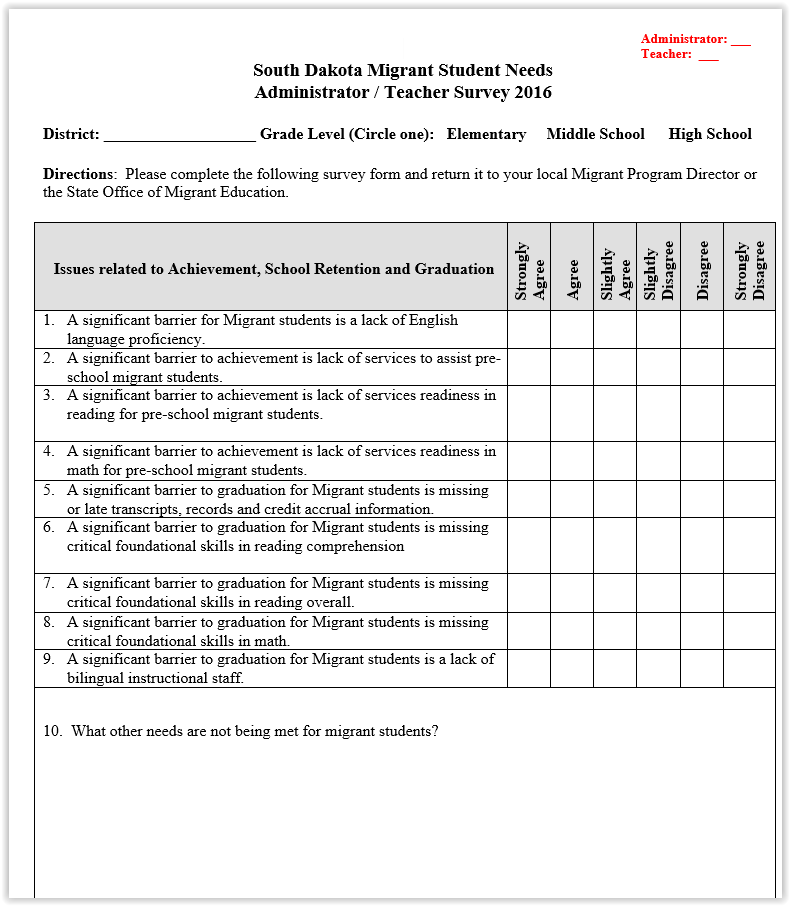 Administrator: ___
Teacher: ___
South Dakota Migrant Student Needs
Administrator / Teacher Survey 2016
District: ___________________ Grade Level (Circle one): Elementary Middle School High School
Directions: Please complete the following survey form and return it to your local Migrant Program Director or
the State Office of Migrant Education.
Issues related to Achievement, School Retention and Graduation
Strongly
Agree
Agree
Slightly
Agree
Slightly
Disagree
Disagree
Strongly
Disagree
1. A significant barrier for Migrant students is a lack of English
language proficiency.
2. A significant barrier to achievement is lack of services to assist pre-
school migrant students.
3. A significant barrier to achievement is lack of services readiness in
reading for pre-school migrant students.
4. A significant barrier to achievement is lack of services readiness in
math for pre-school migrant students.
5. A significant barrier to graduation for Migrant students is missing
or late transcripts, records and credit accrual information.
6. A significant barrier to graduation for Migrant students is missing
critical foundational skills in reading comprehension
7. A significant barrier to graduation for Migrant students is missing
critical foundational skills in reading overall.
8. A significant barrier to graduation for Migrant students is missing
critical foundational skills in math.
9. A significant barrier to graduation for Migrant students is a lack of
bilingual instructional staff.
10. What other needs are not being met for migrant students?